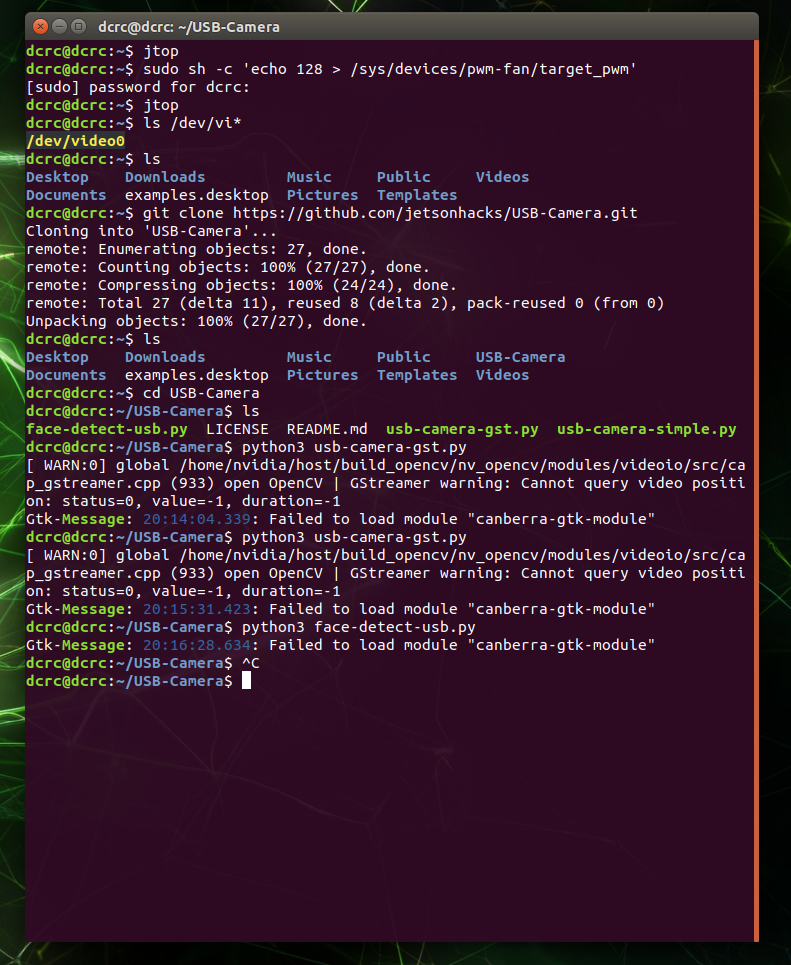 dcrc@dcrc: ~/USB-Camera
dcrc@dcrc:~$ jtop
dcrc@dcrc:~$ sudo sh -c 'echo 128 > /sys/devices/pwm-fan/target_pwm'
[sudo] password for dcrc:
dcrc@dcrc:~$ jtop
dcrc@dcrc:~$ ls /dev/vi*
/dev/video0
dcrc@dcrc:~$ ls
Desktop    Downloads         Music     Public     Videos
Documents  examples.desktop  Pictures  Templates
dcrc@dcrc:~$ git clone https://github.com/jetsonhacks/USB-Camera.git
Cloning into 'USB-Camera'...
remote: Enumerating objects: 27, done.
remote: Counting objects: 100% (27/27), done.
remote: Compressing objects: 100% (24/24), done.
remote: Total 27 (delta 11), reused 8 (delta 2), pack-reused 0 (from 0)
Unpacking objects: 100% (27/27), done.
dcrc@dcrc:~$ ls
Desktop    Downloads         Music     Public     USB-Camera
Documents  examples.desktop  Pictures  Templates  Videos
dcrc@dcrc:~$ cd USB-Camera
dcrc@dcrc:~/USB-Camera$ ls
face-detect-usb.py  LICENSE  README.md  usb-camera-gst.py  usb-camera-simple.py
dcrc@dcrc:~/USB-Camera$ python3 usb-camera-gst.py
[ WARN:0] global /home/nvidia/host/build_opencv/nv_opencv/modules/videoio/src/ca
p_gstreamer.cpp (933) open OpenCV | GStreamer warning: Cannot query video positi
on: status=0, value=-1, duration=-1
Gtk-Message: 20:14:04.339: Failed to load module "canberra-gtk-module"
dcrc@dcrc:~/USB-Camera$ python3 usb-camera-gst.py
[ WARN:0] global /home/nvidia/host/build_opencv/nv_opencv/modules/videoio/src/ca
p_gstreamer.cpp (933) open OpenCV | GStreamer warning: Cannot query video positi
on: status=0, value=-1, duration=-1
Gtk-Message: 20:15:31.423: Failed to load module "canberra-gtk-module"
dcrc@dcrc:~/USB-Camera$ python3 face-detect-usb.py
Gtk-Message: 20:16:28.634: Failed to load module "canberra-gtk-module"
dcrc@dcrc:~/USB-Camera$ ^C
dcrc@dcrc:~/USB-Camera$